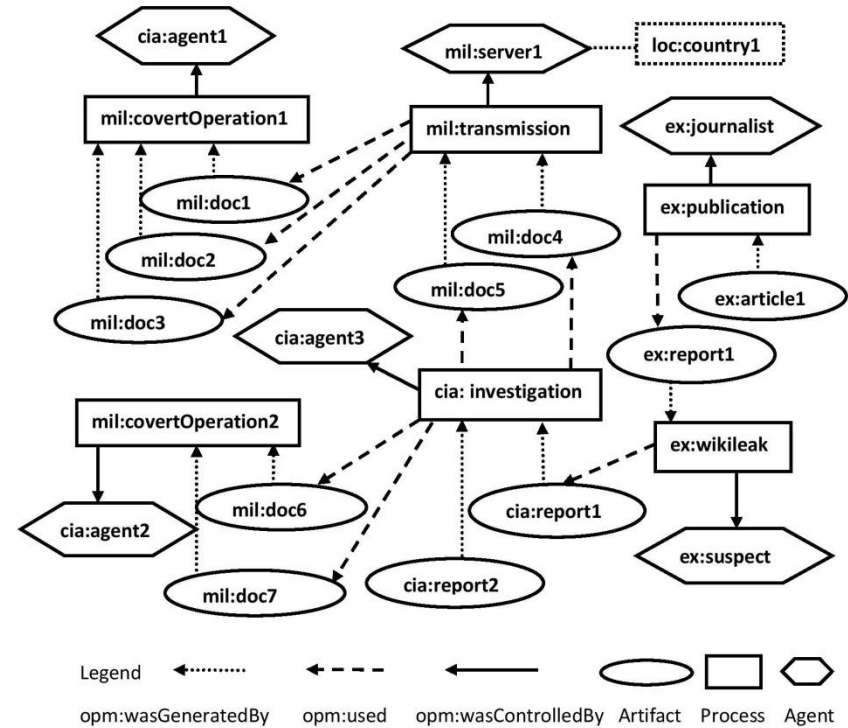 cia:agent1
mil:server1
loc:country1
mil:covertOperation1
mil:transmission
ex:journalist
mil:doc1
ex:publication
mil:doc2
mil:doc4
mil:doc5
ex:article1
mil:doc3
cia:agent3
ex:report1
cia: investigation
mil:covertOperation2
ex:wikileak
mil:doc6
cia:report1
cia:agent2
ex:suspect
mil:doc7
cia:report2
Legend
opm:wasGeneratedBy opm:used opm:wasControlledBy Artifact Process Agent